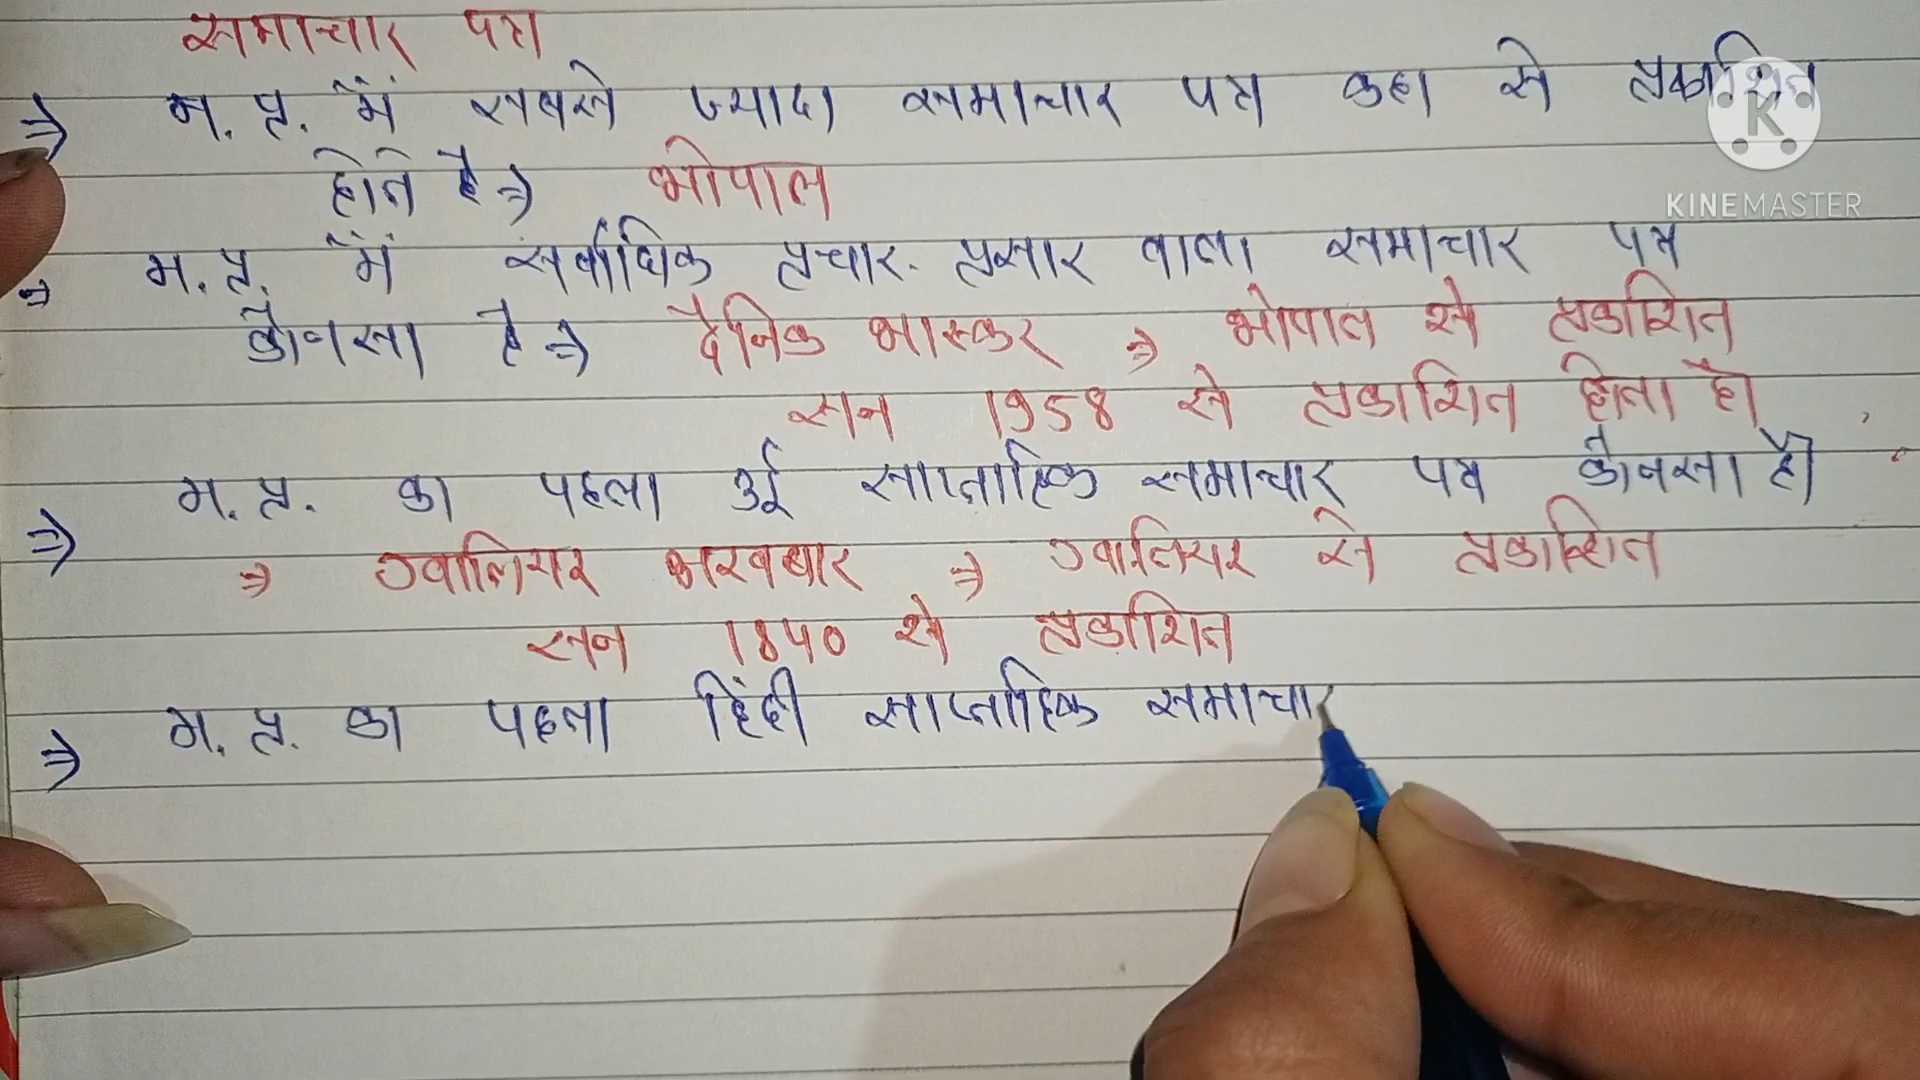 समाचार पत्र
⇒ म. प्र. में सबसे ज्यादा समाचार पत्र कहा से प्रकाशित
होते है ⇒ भोपाल
⇒ म. प्र. में सर्वाधिक प्रचार. प्रसार वाला समाचार पत्र
कौनसा है ⇒ दैनिक भास्कर ⇒ भोपाल से प्रकाशित
सन 1958 से प्रकाशित होता है।
⇒ म. प्र. का पहला उर्दू साप्ताहिक समाचार पत्र कौनसा है।
⇒ ग्वालियर अखबार ⇒ ग्वालियर से प्रकाशित
सन 1840 से प्रकाशित
⇒ म. प्र. का पहला हिंदी साप्ताहिक समाचार
K
KINEMASTER